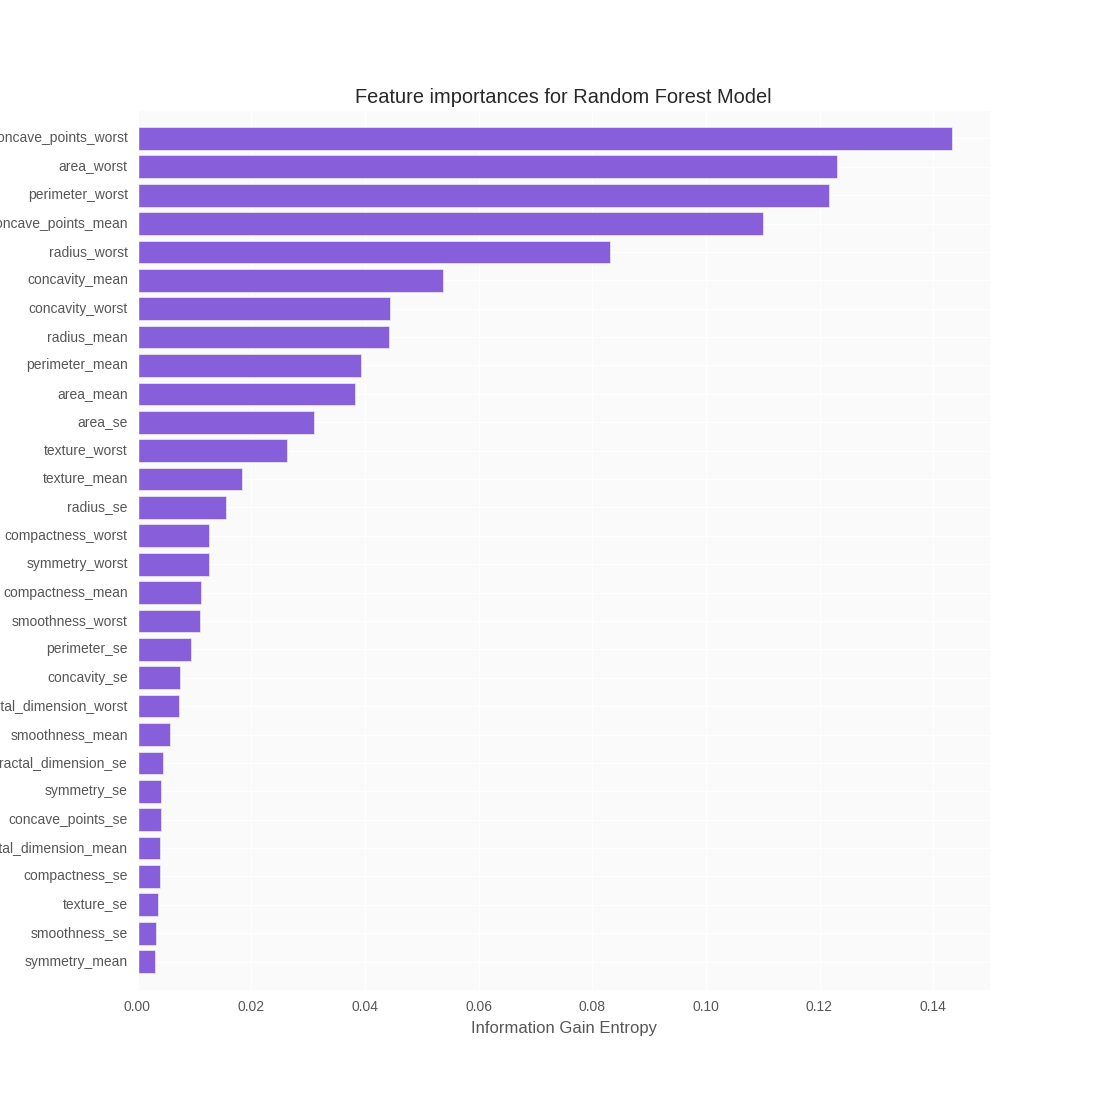 Feature importances for Random Forest Model
oncave_points_worst
area_worst
perimeter_worst
oncave_points_mean
radius_worst
concavity_mean
concavity_worst
radius_mean
perimeter_mean
area_mean
area_se
texture_worst
texture_mean
radius_se
compactness_worst
symmetry_worst
compactness_mean
smoothness_worst
perimeter_se
concavity_se
tal_dimension_worst
smoothness_mean
ractal_dimension_se
symmetry_se
concave_points_se
tal_dimension_mean
compactness_se
texture_se
smoothness_se
symmetry_mean
0.00 0.02 0.04 0.06 0.08 0.10 0.12 0.14
Information Gain Entropy